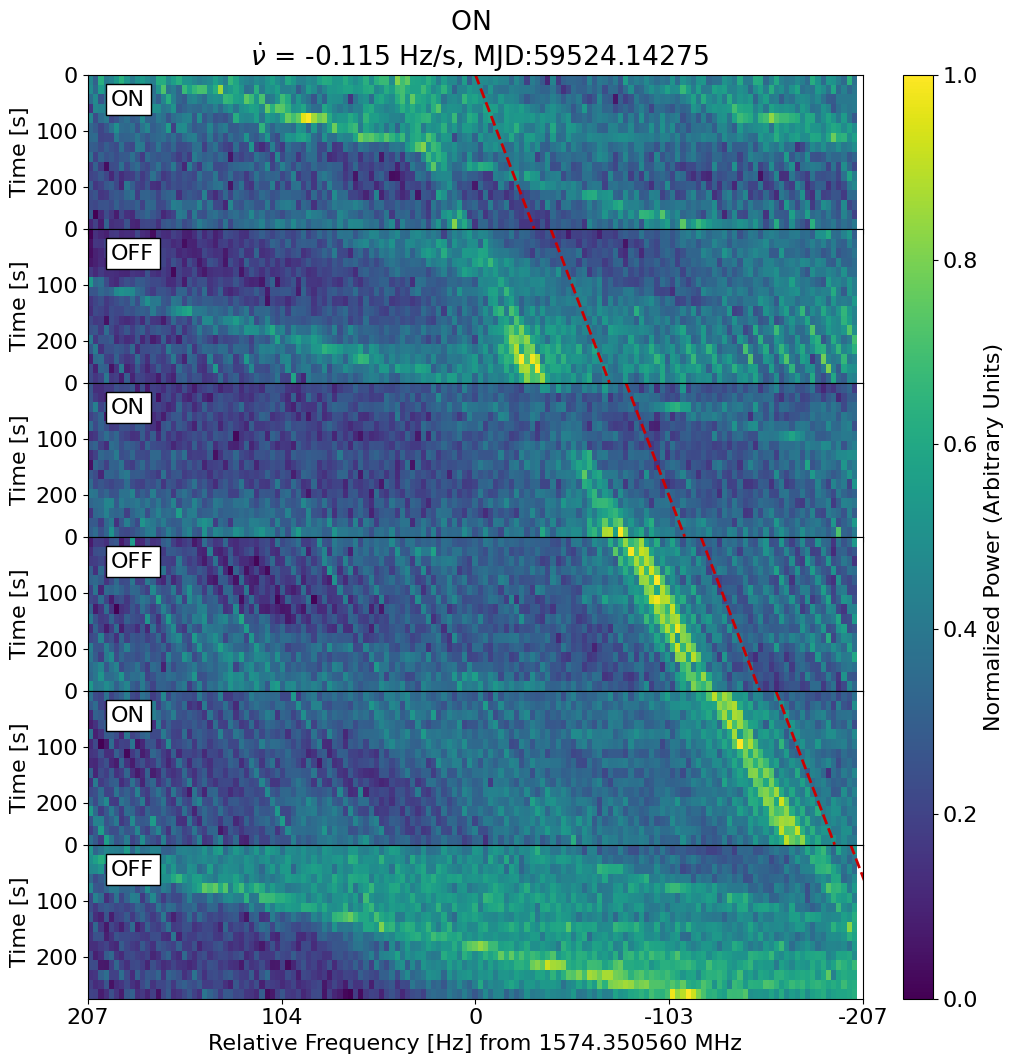 ON
ν̇ = -0.115 Hz/s, MJD:59524.14275
0
100
200
Time [s]
ON
0
100
200
Time [s]
OFF
0
100
200
Time [s]
ON
0
100
200
Time [s]
OFF
0
100
200
Time [s]
ON
0
100
200
Time [s]
OFF
207 104 0 -103 -207
Relative Frequency [Hz] from 1574.350560 MHz
1.0
0.8
0.6
0.4
0.2
0.0
Normalized Power (Arbitrary Units)